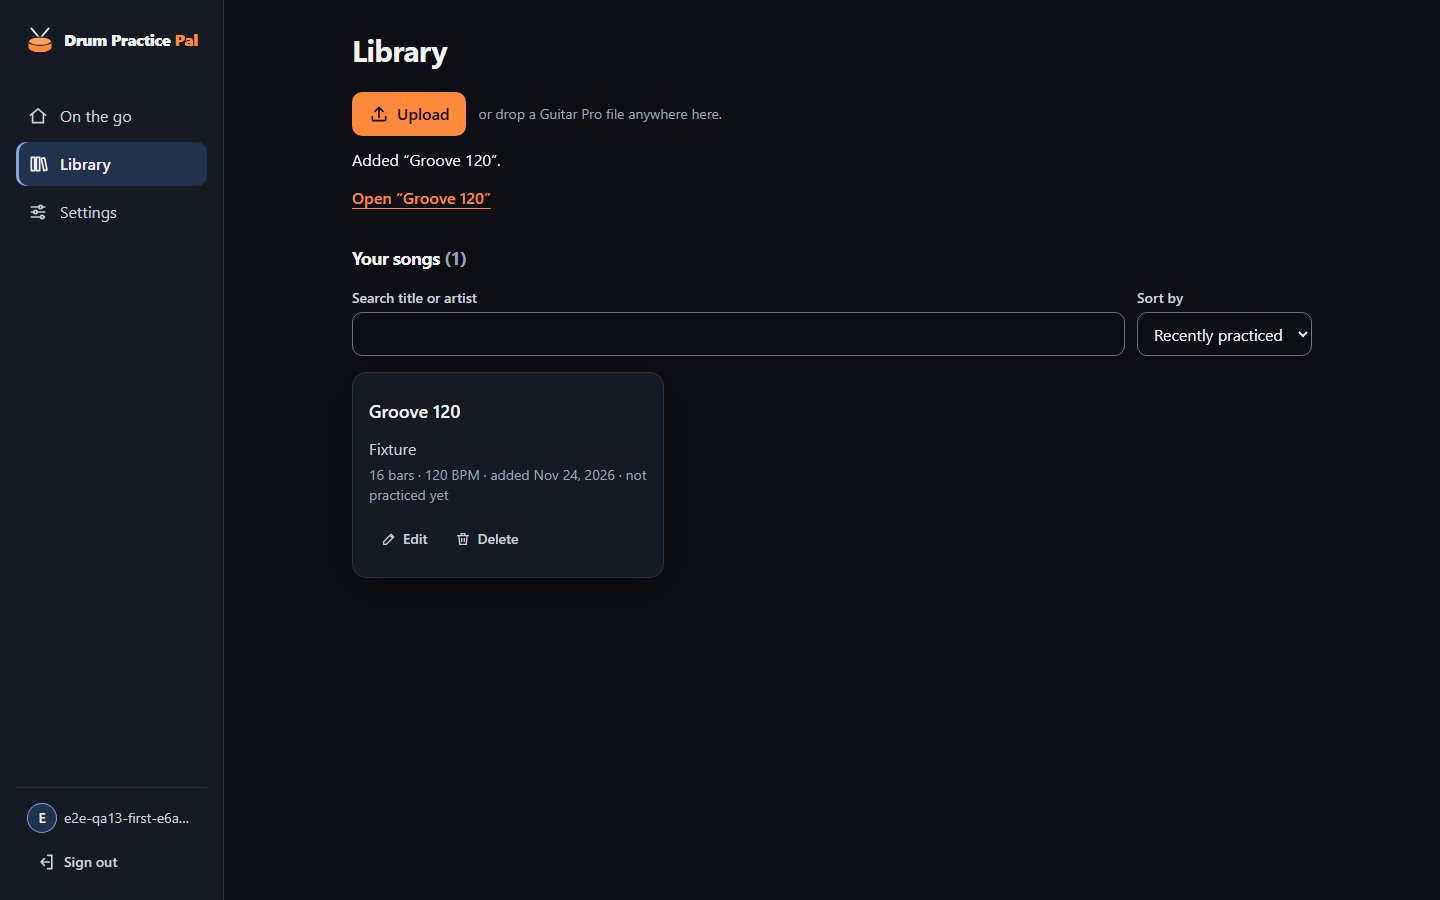 Drum Practice Pal
On the go
Library
Settings
Library
Upload
or drop a Guitar Pro file anywhere here.
Added “Groove 120”.
Open “Groove 120”
Your songs (1)
Search title or artist
Sort by
Recently practiced
Groove 120
Fixture
16 bars · 120 BPM · added Nov 24, 2026 · not
practiced yet
Edit
Delete
E
e2e-qa13-first-e6a...
Sign out